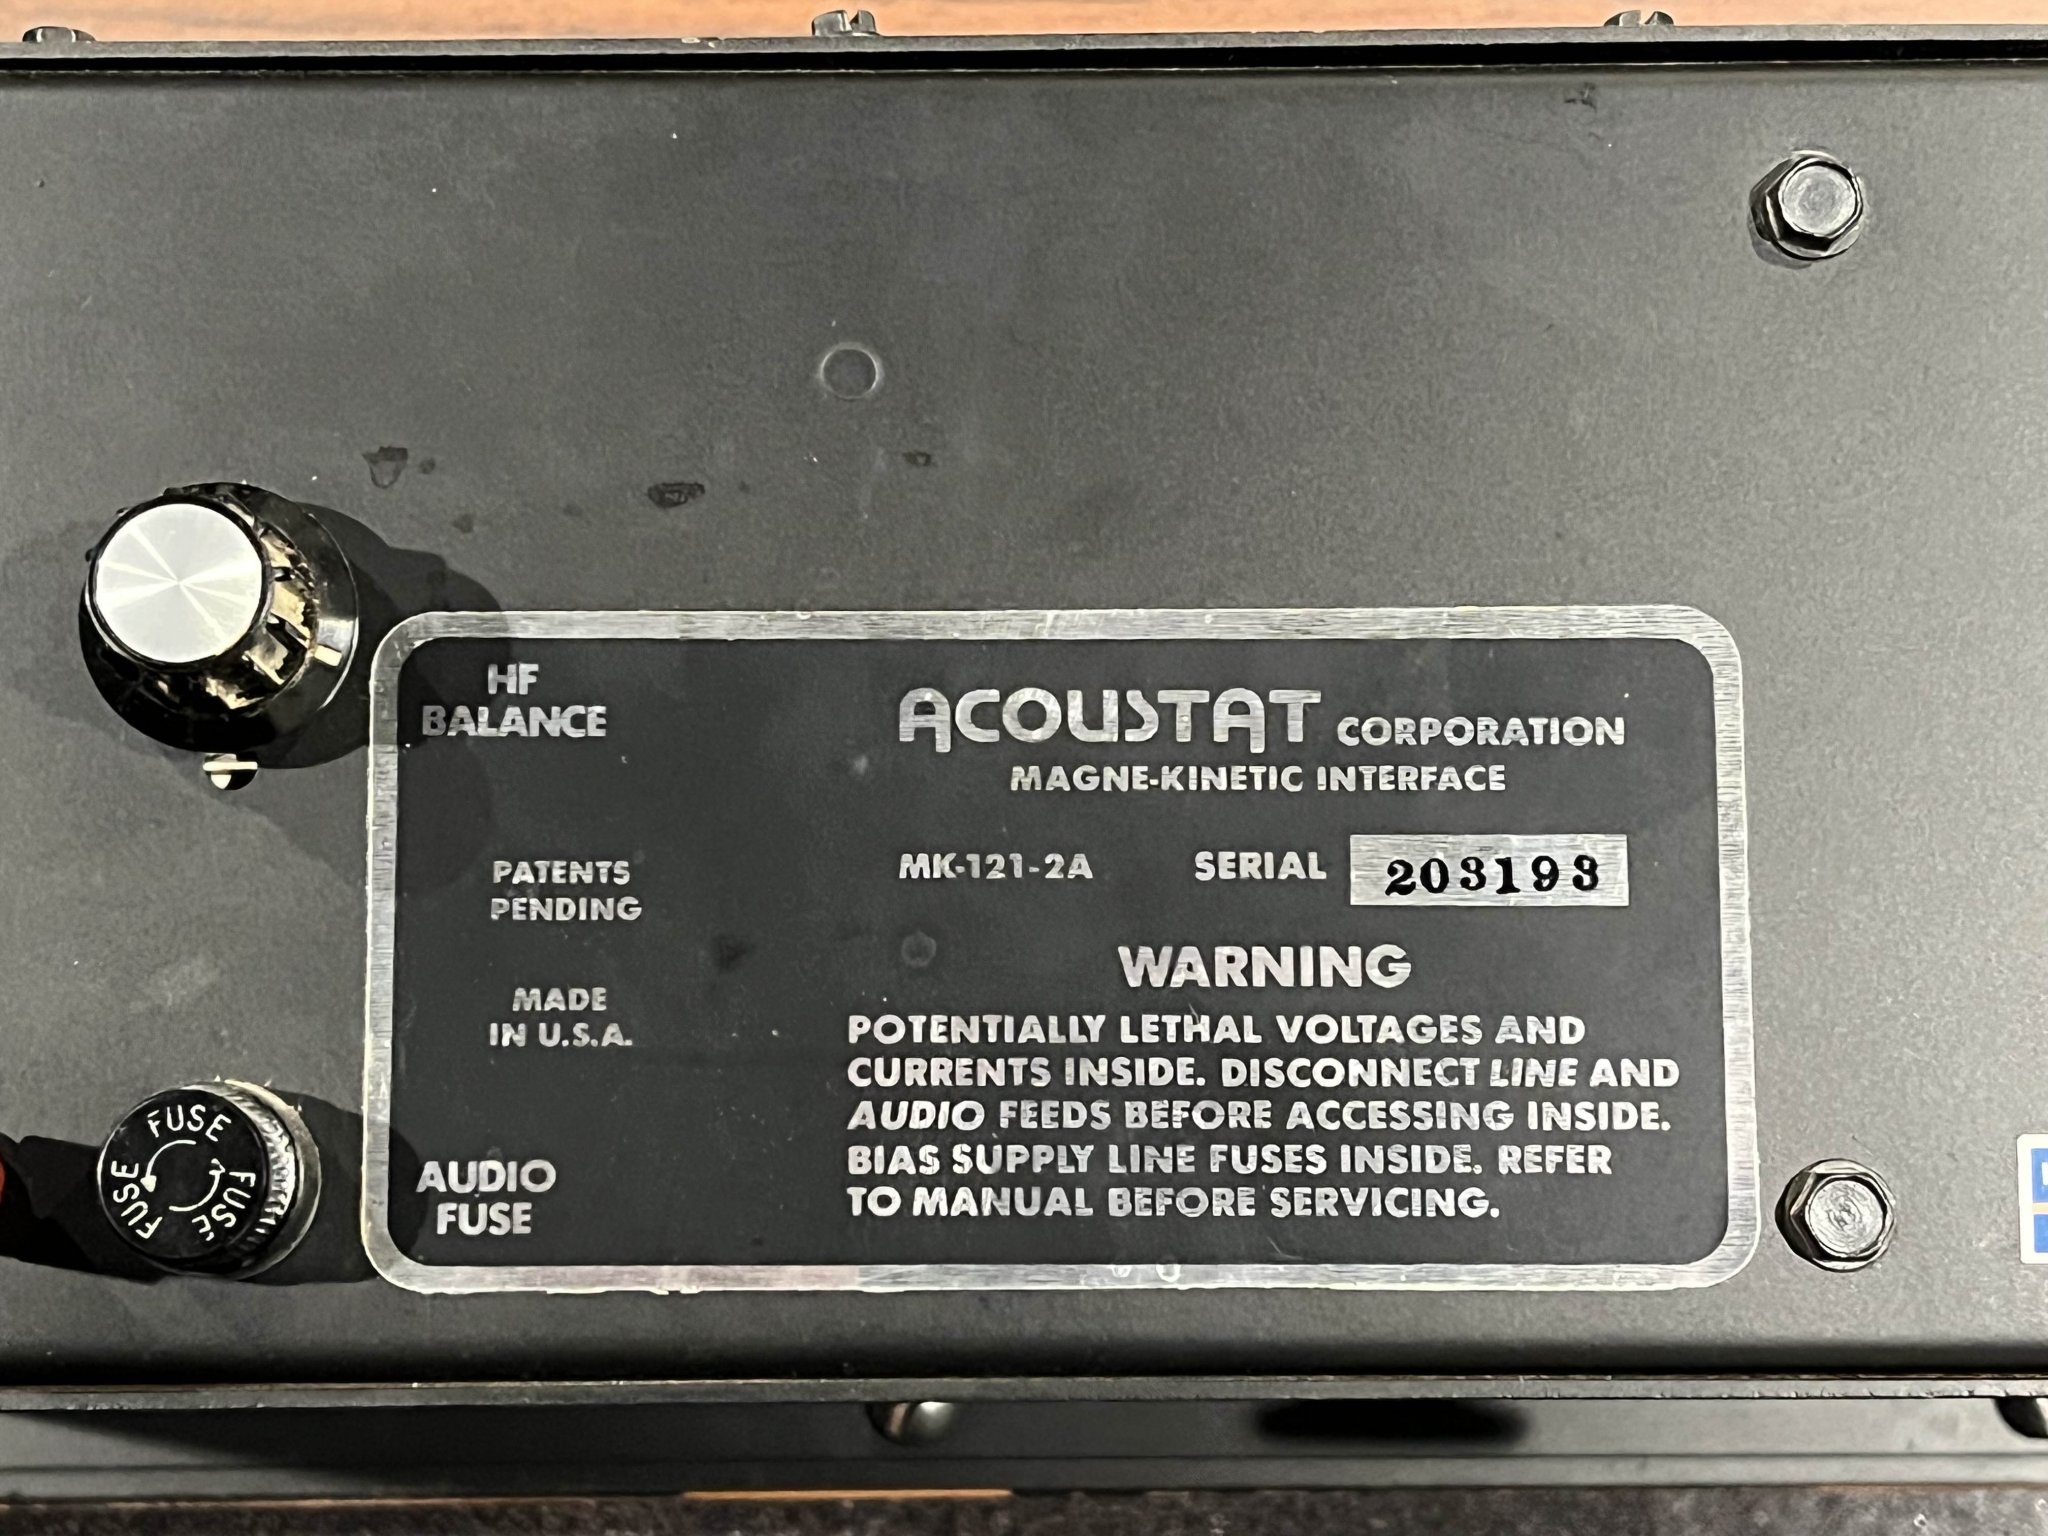 HF
BALANCE
ACOUSTAT CORPORATION
MAGNE-KINETIC INTERFACE
PATENTS
PENDING
MK-121-2A SERIAL 203193
MADE
IN U.S.A.
WARNING
POTENTIALLY LETHAL VOLTAGES AND
CURRENTS INSIDE. DISCONNECT LINE AND
AUDIO FEEDS BEFORE ACCESSING INSIDE.
BIAS SUPPLY LINE FUSES INSIDE. REFER
TO MANUAL BEFORE SERVICING.
AUDIO
FUSE
FUSE
FUSE
FUSE